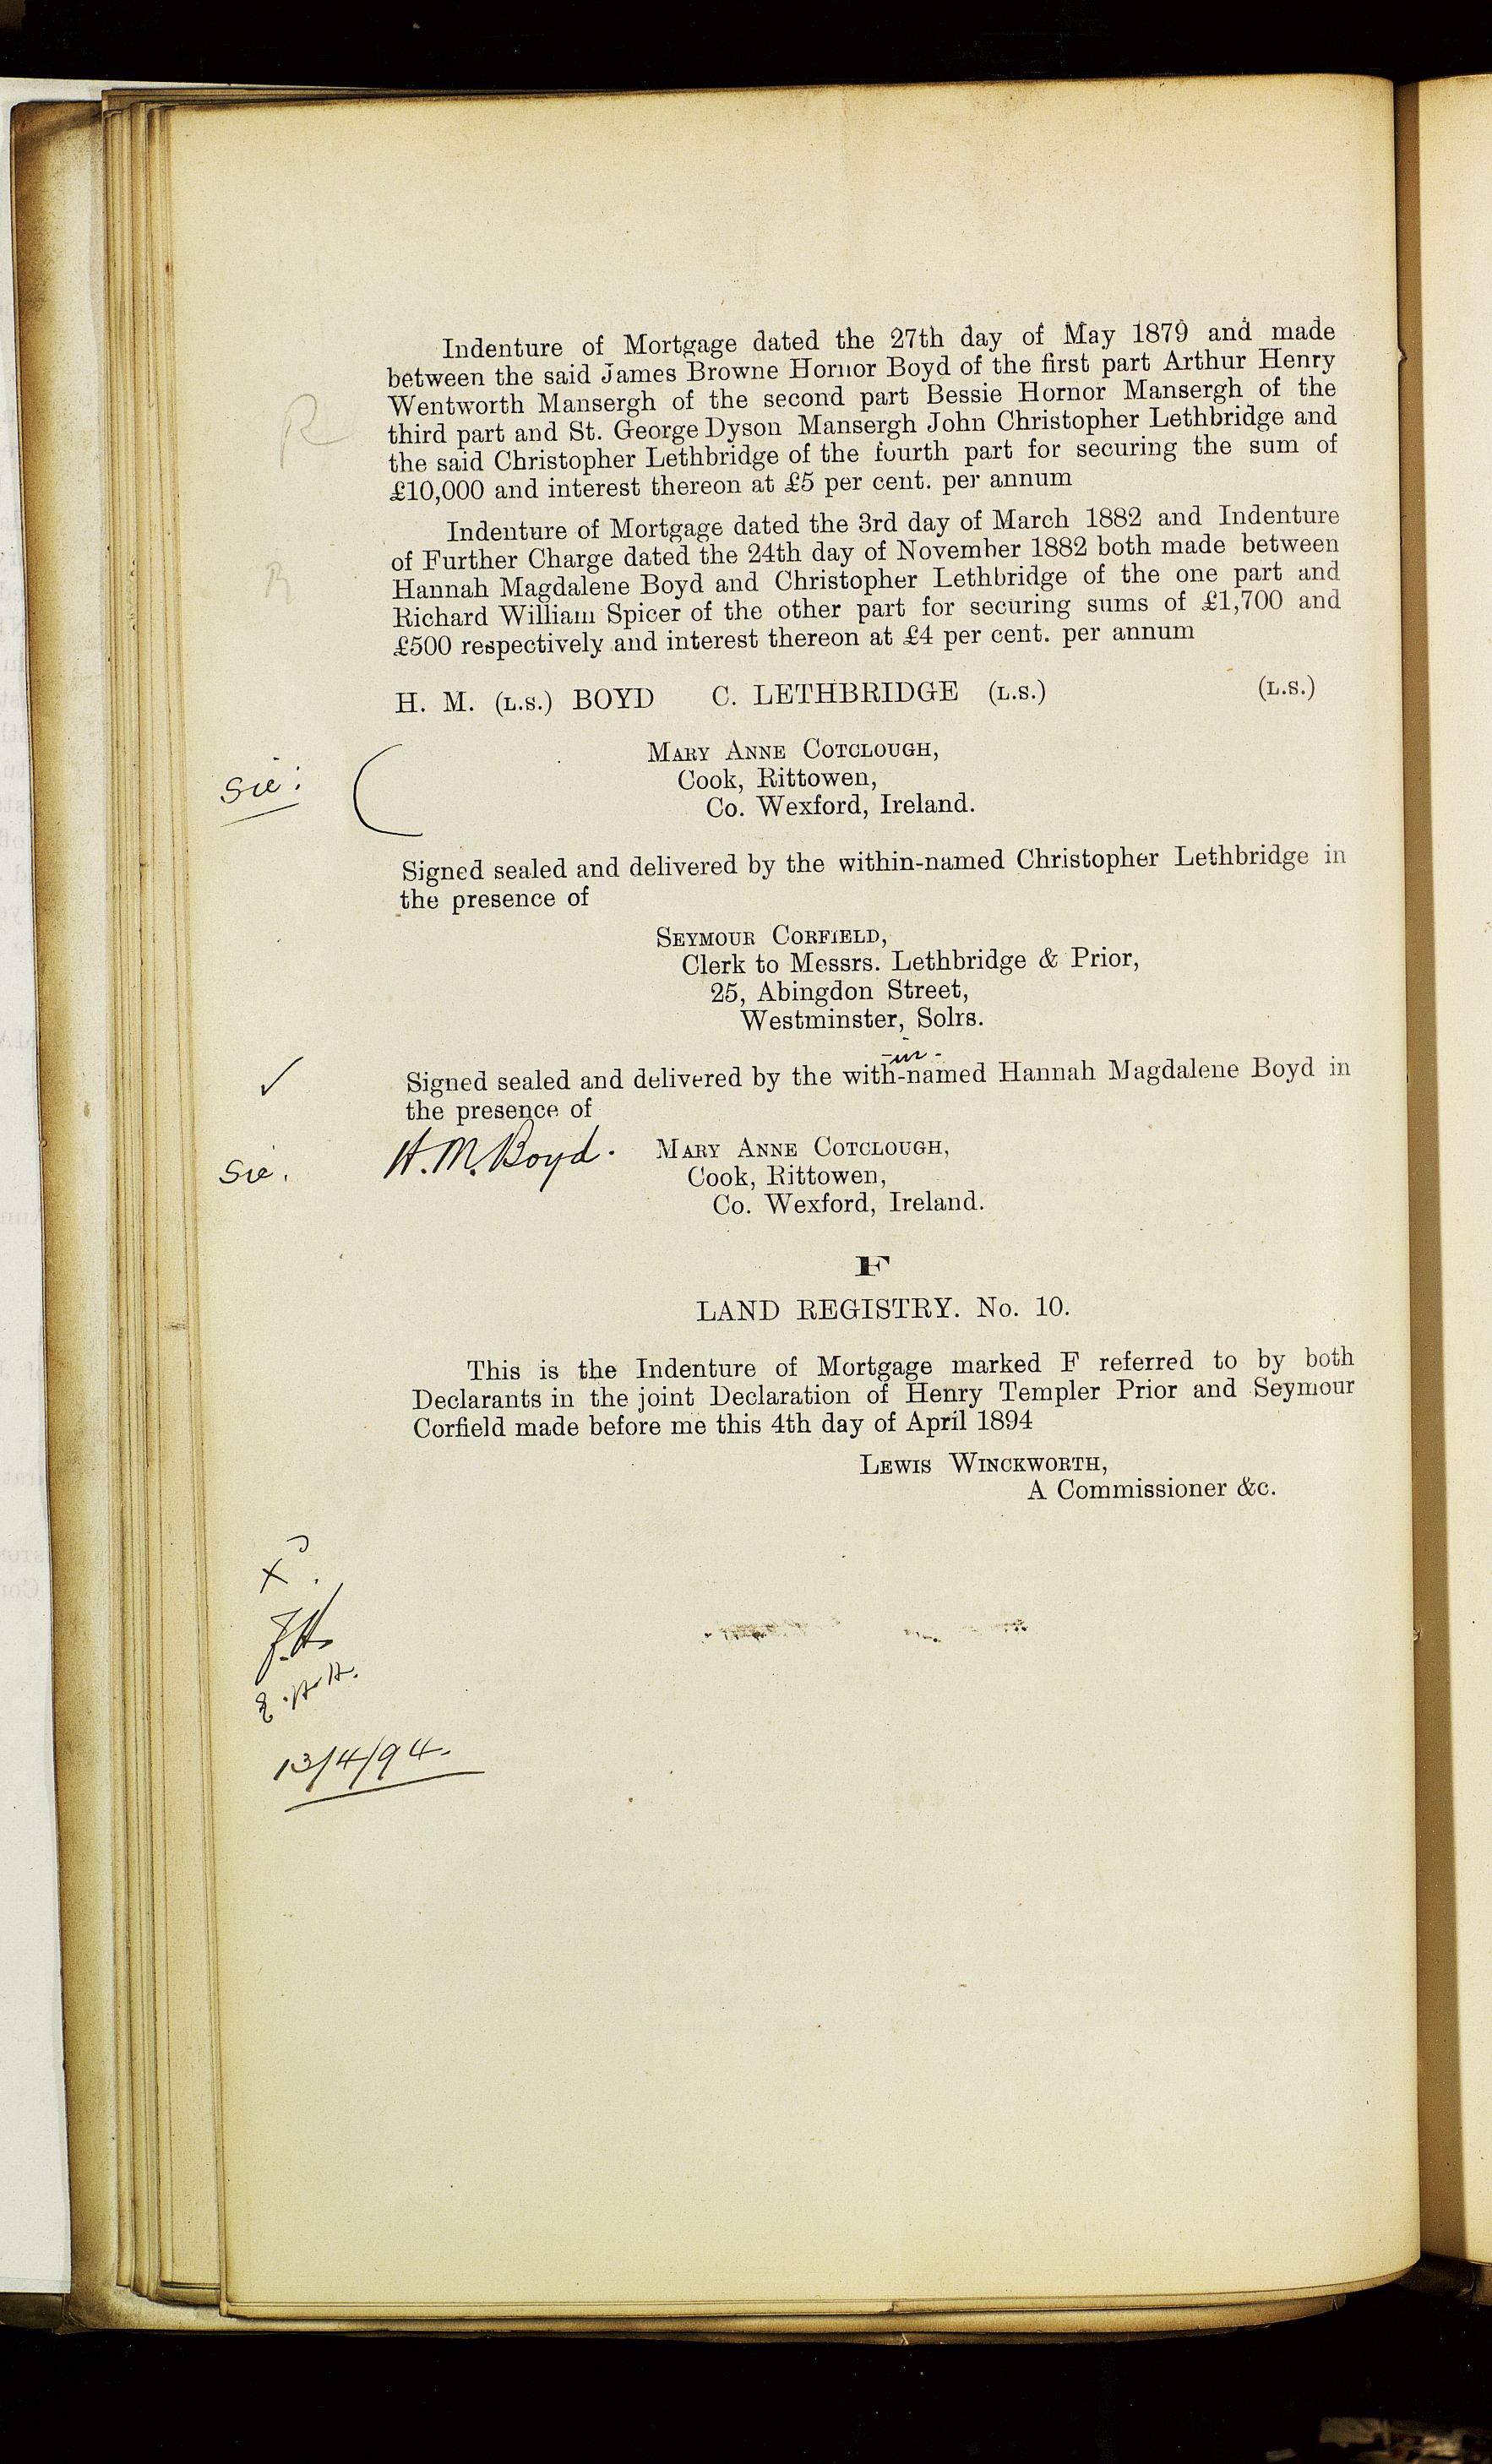 Indenture of Mortgage dated the 27th day of May 1879 and made
between the said James Browne Hornor Boyd of the first part Arthur Henry
Wentworth Mansergh of the second part Bessie Hornor Mansergh of the
R
third part and St. George Dyson Mansergh John Christopher Lethbridge and
the said Christopher Lethbridge of the fourth part for securing the sum of
£10,000 and interest thereon at £5 per cent. per annum
Indenture of Mortgage dated the 3rd day of March 1882 and Indenture
of Further Charge dated the 24th day of November 1882 both made between
R
Hannah Magdalene Boyd and Christopher Lethbridge of the one part and
Richard William Spicer of the other part for securing sums of £1,700 and
£500 respectively and interest thereon at £4 per cent. per annum
H. M. (L.S.) BOYD C. LETHBRIDGE (L.S.) (L.S.)
MARY ANNE COTCLOUGH,
Sic: Cook, Rittowen,
Co. Wexford, Ireland.
Signed sealed and delivered by the within-named Christopher Lethbridge in
the presence of
SEYMOUR CORFIELD,
Clerk to Messrs. Lethbridge & Prior,
25, Abingdon Street,
Westminster, Solrs.
-in-
✓ Signed sealed and delivered by the with-named Hannah Magdalene Boyd in
the presence of
Sic. H. M. Boyd. MARY ANNE COTCLOUGH,
Cook, Rittowen,
Co. Wexford, Ireland.
F
LAND REGISTRY. No. 10.
This is the Indenture of Mortgage marked F referred to by both
Declarants in the joint Declaration of Henry Templer Prior and Seymour
Corfield made before me this 4th day of April 1894
LEWIS WINCKWORTH,
A Commissioner &c.
13/4/94.